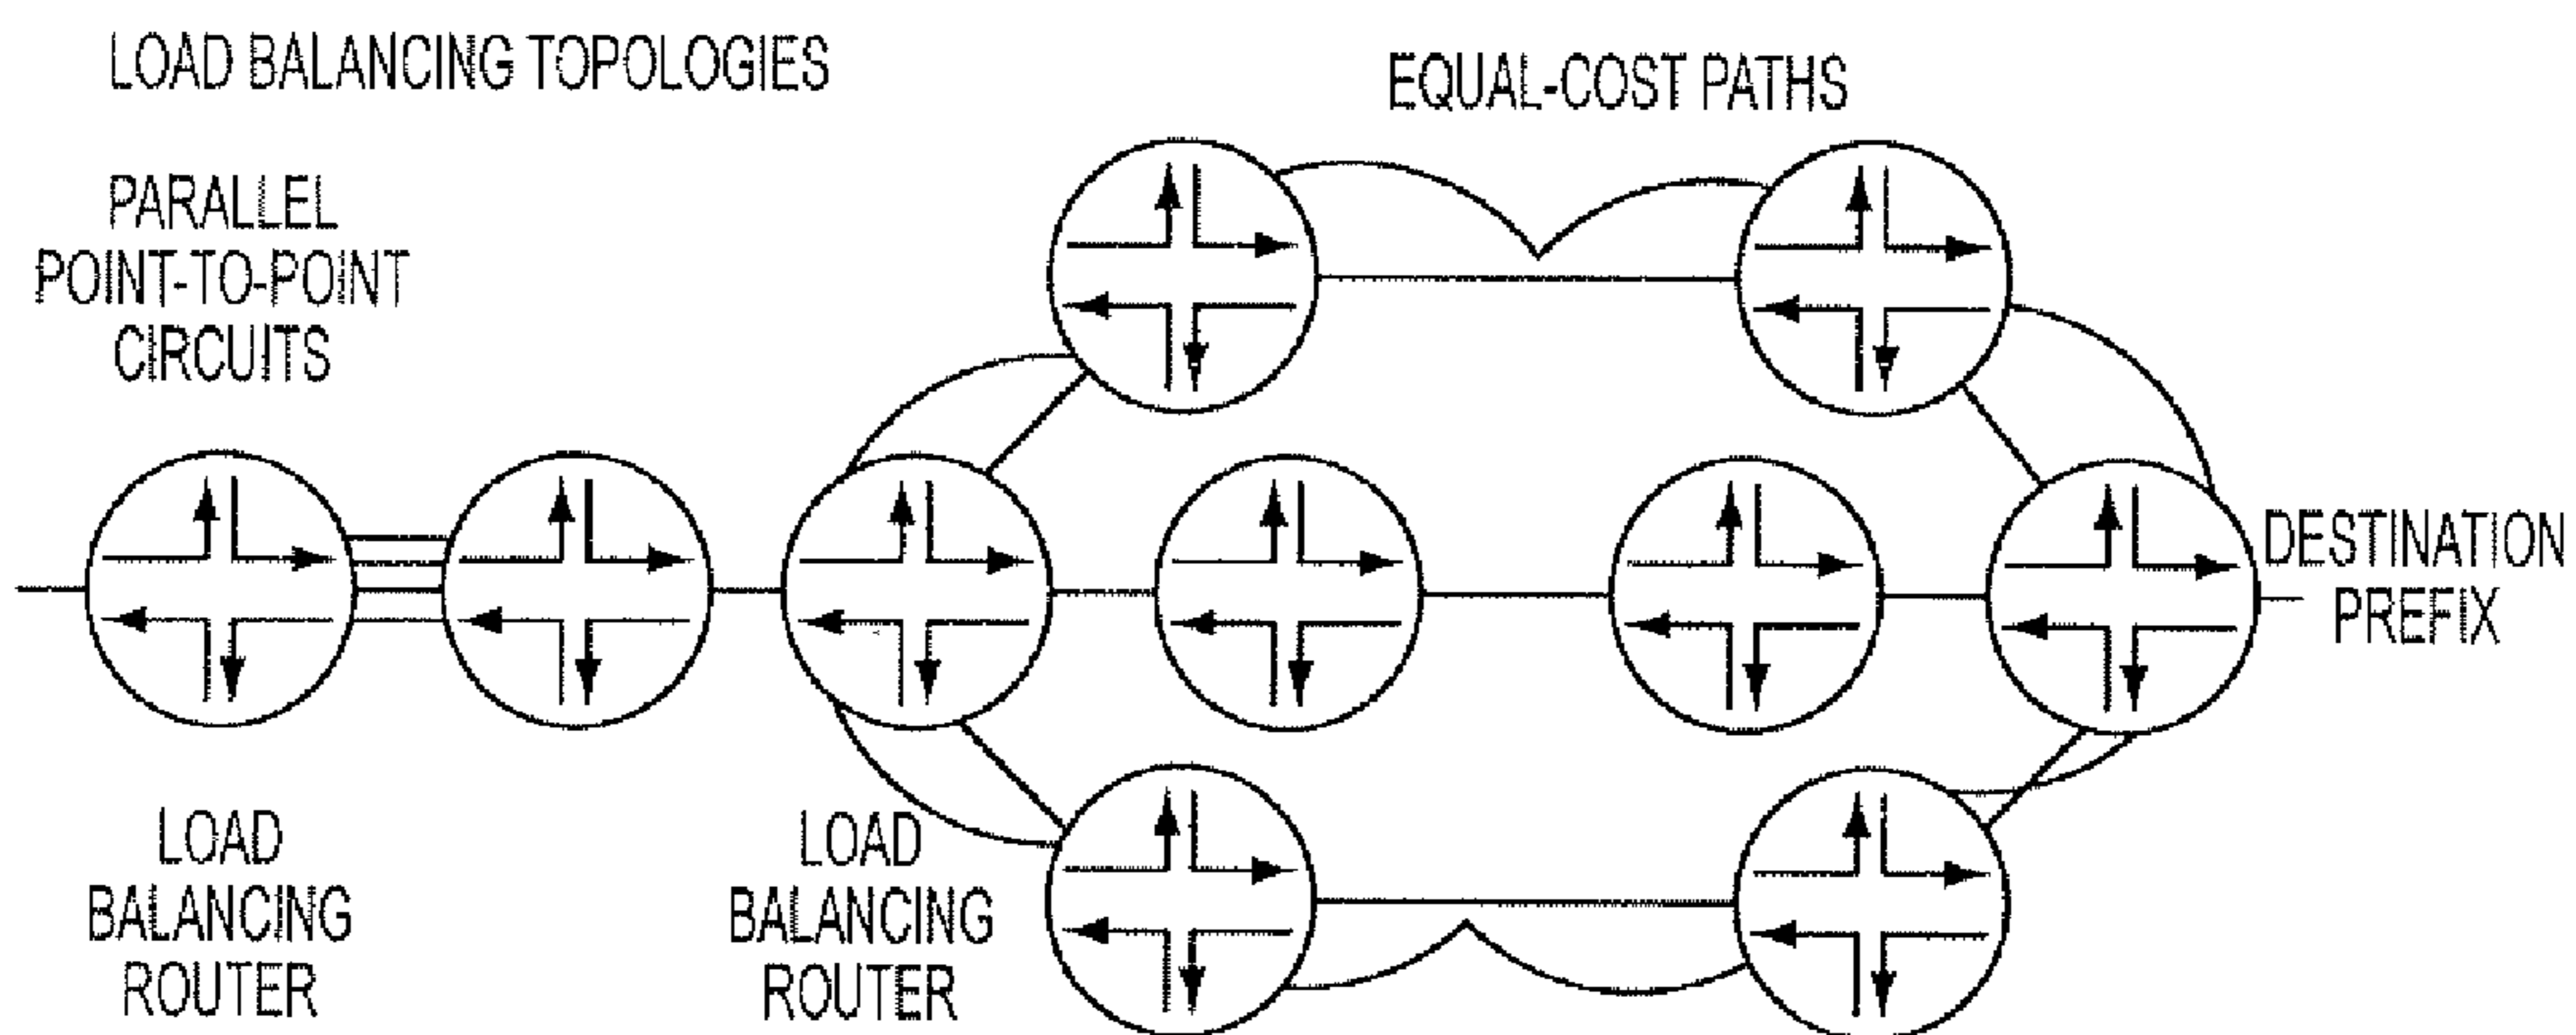 LOAD BALANCING TOPOLOGIES
EQUAL-COST PATHS
PARALLEL
POINT-TO-POINT
CIRCUITS
DESTINATION
PREFIX
LOAD
BALANCING
ROUTER
LOAD
BALANCING
ROUTER